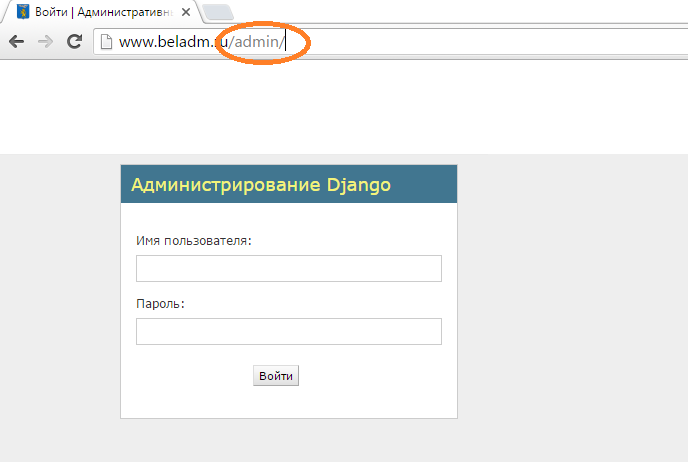 Войти | Административн
www.beladm.ru/admin/
Администрирование Django
Имя пользователя:
Пароль:
Войти